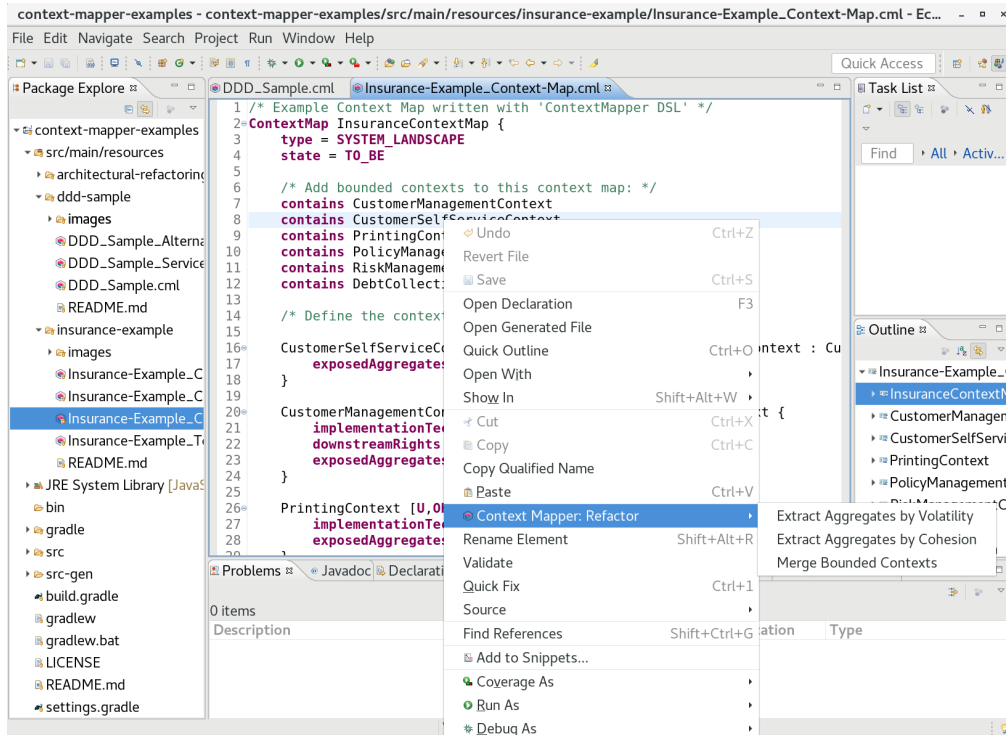 context-mapper-examples - context-mapper-examples/src/main/resources/insurance-example/Insurance-Example_Context-Map.cml - Ec...
File Edit Navigate Search Project Run Window Help
Quick Access
Package Explorer
context-mapper-examples
src/main/resources
architectural-refactoring
ddd-sample
images
DDD_Sample_Alterna
DDD_Sample_Service
DDD_Sample.cml
README.md
insurance-example
images
Insurance-Example_C
Insurance-Example_C
Insurance-Example_C
Insurance-Example_Te
README.md
JRE System Library [JavaS
bin
gradle
src
src-gen
build.gradle
gradlew
gradlew.bat
LICENSE
README.md
settings.gradle
DDD_Sample.cml
Insurance-Example_Context-Map.cml
1 /* Example Context Map written with 'ContextMapper DSL' */
2 ContextMap InsuranceContextMap {
3 type = SYSTEM_LANDSCAPE
4 state = TO_BE
5
6 /* Add bounded contexts to this context map: */
7 contains CustomerManagementContext
8 contains CustomerSelfServiceContext
9 contains PrintingCont
10 contains PolicyManage
11 contains RiskManageme
12 contains DebtCollecti
13
14 /* Define the context
15
16 CustomerSelfServiceCo ntext : Cu
17 exposedAggregates
18 }
19
20 CustomerManagementCon t {
21 implementationTec
22 downstreamRights
23 exposedAggregates
24 }
25
26 PrintingContext [U,OH
27 implementationTec
28 exposedAggregates
29 }
Undo Ctrl+Z
Revert File
Save Ctrl+S
Open Declaration F3
Open Generated File
Quick Outline Ctrl+O
Open With
Show In Shift+Alt+W
Cut Ctrl+X
Copy Ctrl+C
Copy Qualified Name
Paste Ctrl+V
Context Mapper: Refactor
Rename Element Shift+Alt+R
Validate
Quick Fix Ctrl+1
Source
Find References Shift+Ctrl+G
Add to Snippets...
Coverage As
Run As
Debug As
Extract Aggregates by Volatility
Extract Aggregates by Cohesion
Merge Bounded Contexts
Task List
Find All Activ...
Outline
Insurance-Example_
InsuranceContextM
CustomerManagem
CustomerSelfServi
PrintingContext
PolicyManagement
RiskManagementC
Problems Javadoc Declarati
0 items
Description ation Type